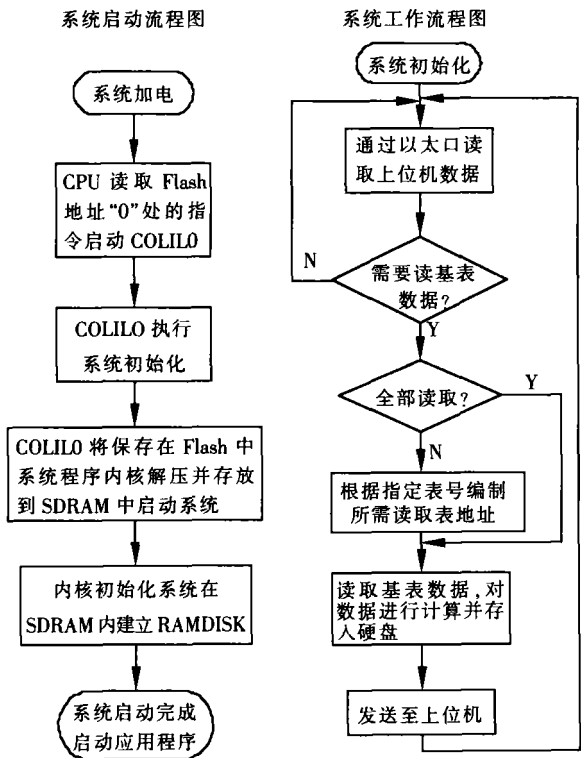 系统启动流程图
系统加电
CPU 读取 Flash
地址“0”处的指
令启动 COLILO
COLILO 执行
系统初始化
COLILO 将保存在 Flash 中
系统程序内核解压并存放
到 SDRAM 中启动系统
内核初始化系统在
SDRAM 内建立 RAMDISK
系统启动完成
启动应用程序
系统工作流程图
系统初始化
通过以太口读
取上位机数据
需要读基表
数据?
N
Y
全部读取?
Y
N
根据指定表号编制
所需读取表地址
读取基表数据,对
数据进行计算并存
入硬盘
发送至上位机